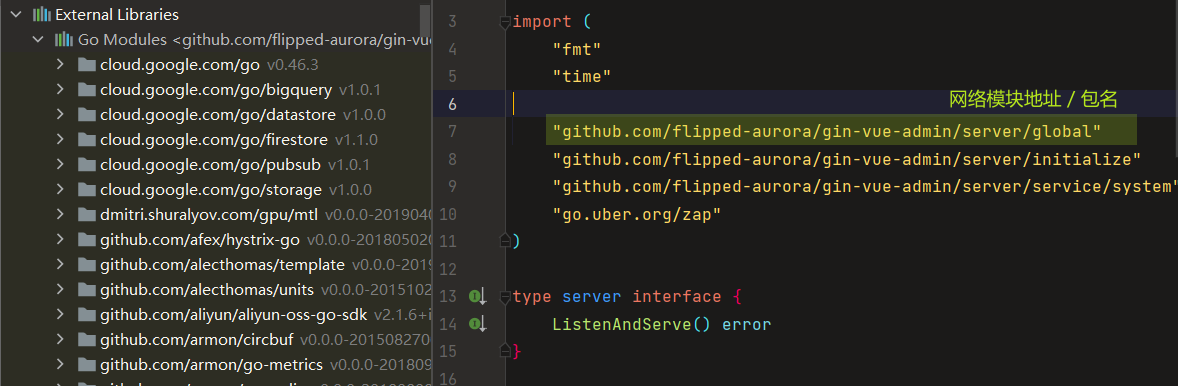 External Libraries
Go Modules <github.com/flipped-aurora/gin-vue
cloud.google.com/go v0.46.3
cloud.google.com/go/bigquery v1.0.1
cloud.google.com/go/datastore v1.0.0
cloud.google.com/go/firestore v1.1.0
cloud.google.com/go/pubsub v1.0.1
cloud.google.com/go/storage v1.0.0
dmitri.shuralyov.com/gpu/mtl v0.0.0-2019040
github.com/afex/hystrix-go v0.0.0-201805020
github.com/alecthomas/template v0.0.0-2019
github.com/alecthomas/units v0.0.0-2015102
github.com/aliyun/aliyun-oss-go-sdk v2.1.6+i
github.com/armon/circbuf v0.0.0-2015082700
github.com/armon/go-metrics v0.0.0-201809
3 import (
4 "fmt"
5 "time"
6
网络模块地址 / 包名
7 "github.com/flipped-aurora/gin-vue-admin/server/global"
8 "github.com/flipped-aurora/gin-vue-admin/server/initialize"
9 "github.com/flipped-aurora/gin-vue-admin/server/service/system"
10 "go.uber.org/zap"
11 )
12
13 type server interface {
14 ListenAndServe() error
15 }
16